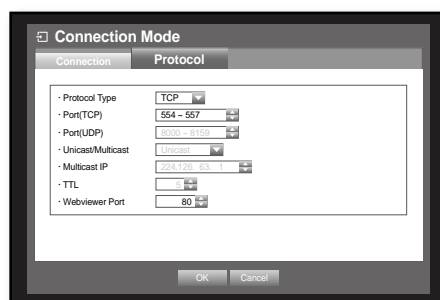 Connection Mode
Connection Protocol
· Protocol Type TCP
· Port(TCP) 554 ~ 557
· Port(UDP) 8000 ~ 8159
· Unicast/Multicast Unicast
· Multicast IP 224.126. 63. 1
· TTL 5
· Webviewer Port 80
OK Cancel